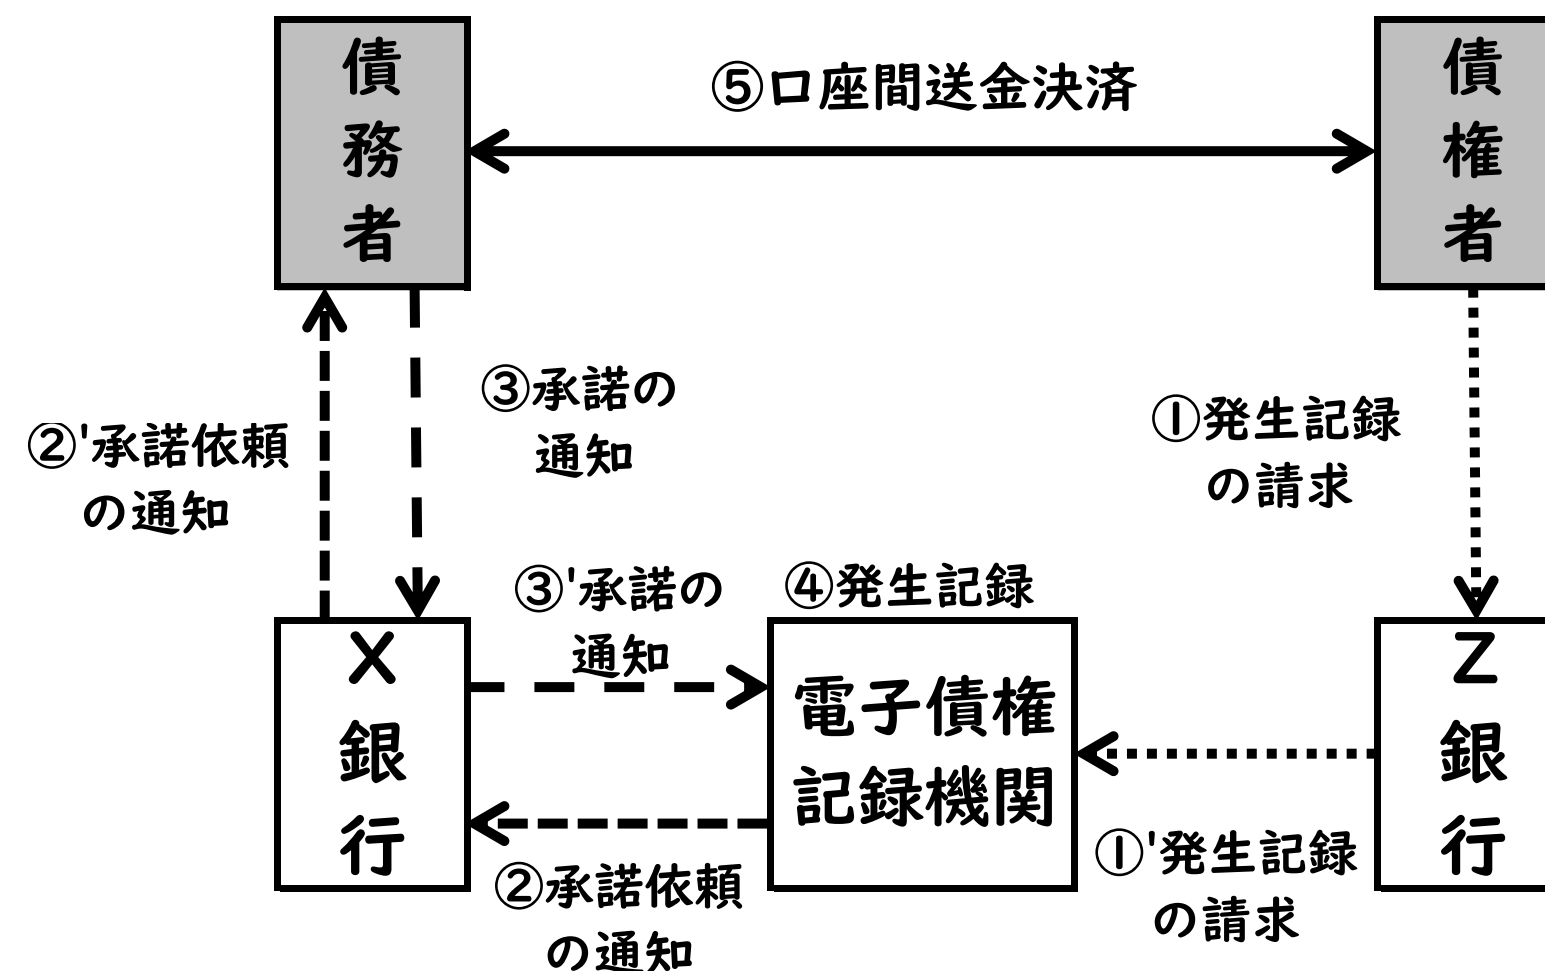 債務者
⑤口座間送金決済
債権者
②'承諾依頼
の通知
③承諾の
通知
①発生記録
の請求
③'承諾の
通知
④発生記録
X銀行
電子債権
記録機関
Z銀行
②承諾依頼
の通知
①'発生記録
の請求